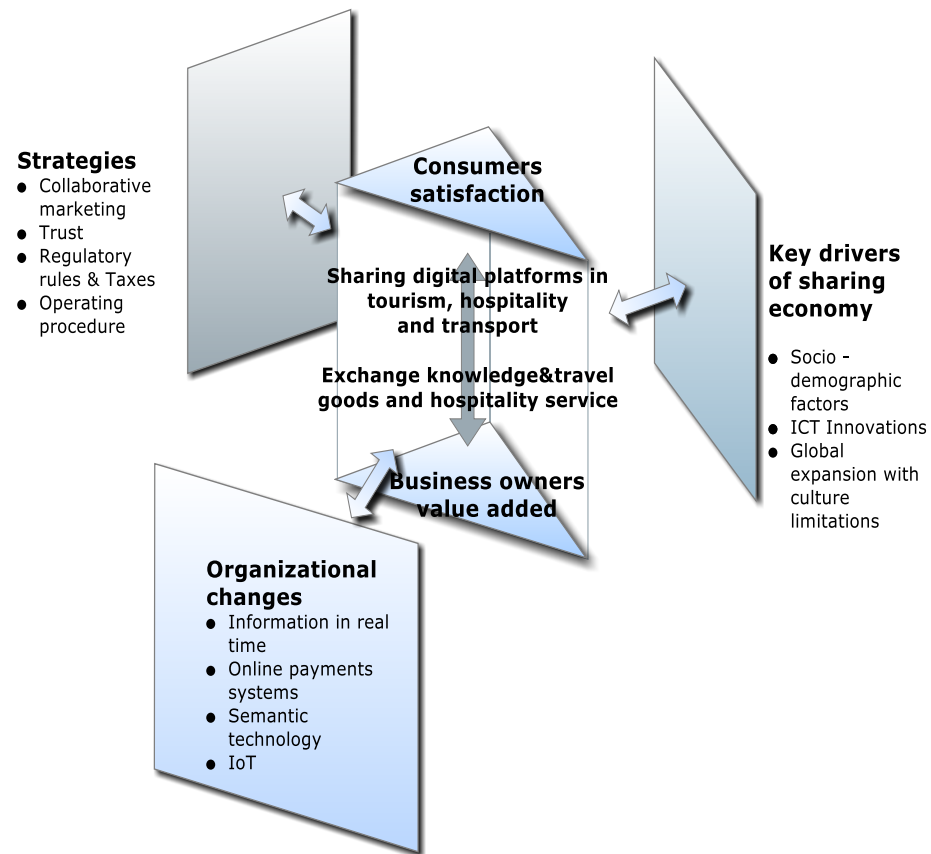 Strategies
● Collaborative
marketing
● Trust
● Regulatory
rules & Taxes
● Operating
procedure
Consumers
satisfaction
Sharing digital platforms in
tourism, hospitality
and transport
Exchange knowledge&travel
goods and hospitality service
Business owners
value added
Key drivers
of sharing
economy
● Socio -
demographic
factors
● ICT Innovations
● Global
expansion with
culture
limitations
Organizational
changes
● Information in real
time
● Online payments
systems
● Semantic
technology
● IoT